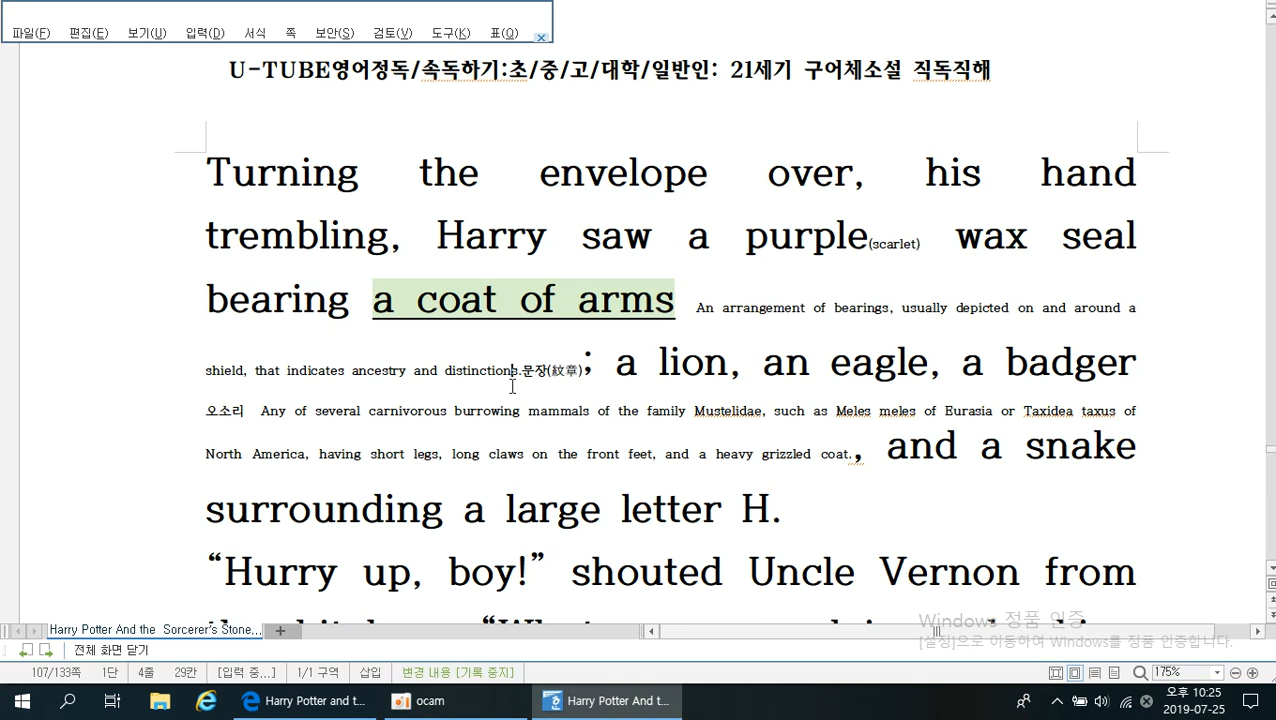 파일(F) 편집(E) 보기(U) 입력(D) 서식 쪽 보안(S) 검토(V) 도구(K) 표(Q)
U-TUBE영어정독/속독하기:초/중/고/대학/일반인: 21세기 구어체소설 직독직해
Turning the envelope over, his hand
trembling, Harry saw a purple(scarlet) wax seal
bearing a coat of arms An arrangement of bearings, usually depicted on and around a
shield, that indicates ancestry and distinctions.문장(紋章); a lion, an eagle, a badger
오소리 Any of several carnivorous burrowing mammals of the family Mustelidae, such as Meles meles of Eurasia or Taxidea taxus of
North America, having short legs, long claws on the front feet, and a heavy grizzled coat., and a snake
surrounding a large letter H.
“Hurry up, boy!” shouted Uncle Vernon from
Windows 정품 인증
Harry Potter And the Sorcerer's Stone...
[설정]으로 이동하여 Windows를 정품 인증합니다.
전체 화면 닫기
107/133쪽 1단 4줄 29칸 [입력 중...] 1/1 구역 삽입 변경 내용 [기록 중지] 175%
Harry Potter and t... ocam Harry Potter And t... 오후 10:25
2019-07-25